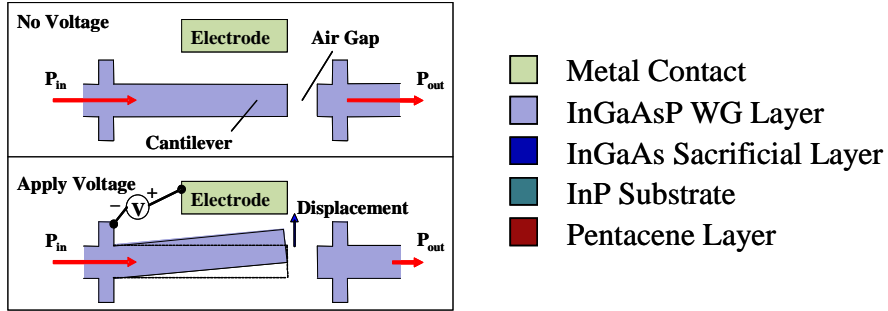 No Voltage
Electrode
Air Gap
Pin
Pout
Cantilever
Apply Voltage
− V +
Electrode
Displacement
Pin
Pout
Metal Contact
InGaAsP WG Layer
InGaAs Sacrificial Layer
InP Substrate
Pentacene Layer